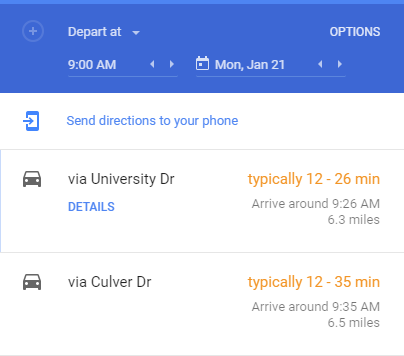 Depart at OPTIONS
9:00 AM Mon, Jan 21
Send directions to your phone
via University Dr typically 12 - 26 min
DETAILS Arrive around 9:26 AM
6.3 miles
via Culver Dr typically 12 - 35 min
Arrive around 9:35 AM
6.5 miles